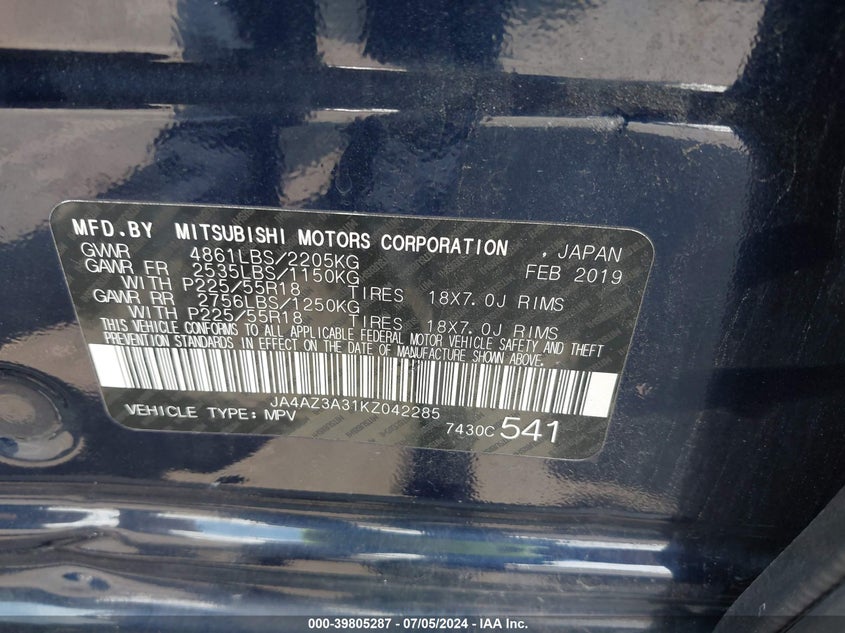 MFD.BY MITSUBISHI MOTORS CORPORATION , JAPAN
GWWR 4861LBS/2205KG FEB 2019
GAWR FR 2535LBS/1150KG
WITH P225/55R18 TIRES 18X7.0J RIMS
GAWR RR 2756LBS/1250KG
WITH P225/55R18 TIRES 18X7.0J RIMS
THIS VEHICLE CONFORMS TO ALL APPLICABLE FEDERAL MOTOR VEHICLE SAFETY AND THEFT
PREVENTION STANDARDS IN EFFECT ON THE DATE OF MANUFACTURE SHOWN ABOVE.
JA4AZ3A31KZ042285
VEHICLE TYPE: MPV 7430C 541
000-39805287 - 07/05/2024 - IAA Inc.